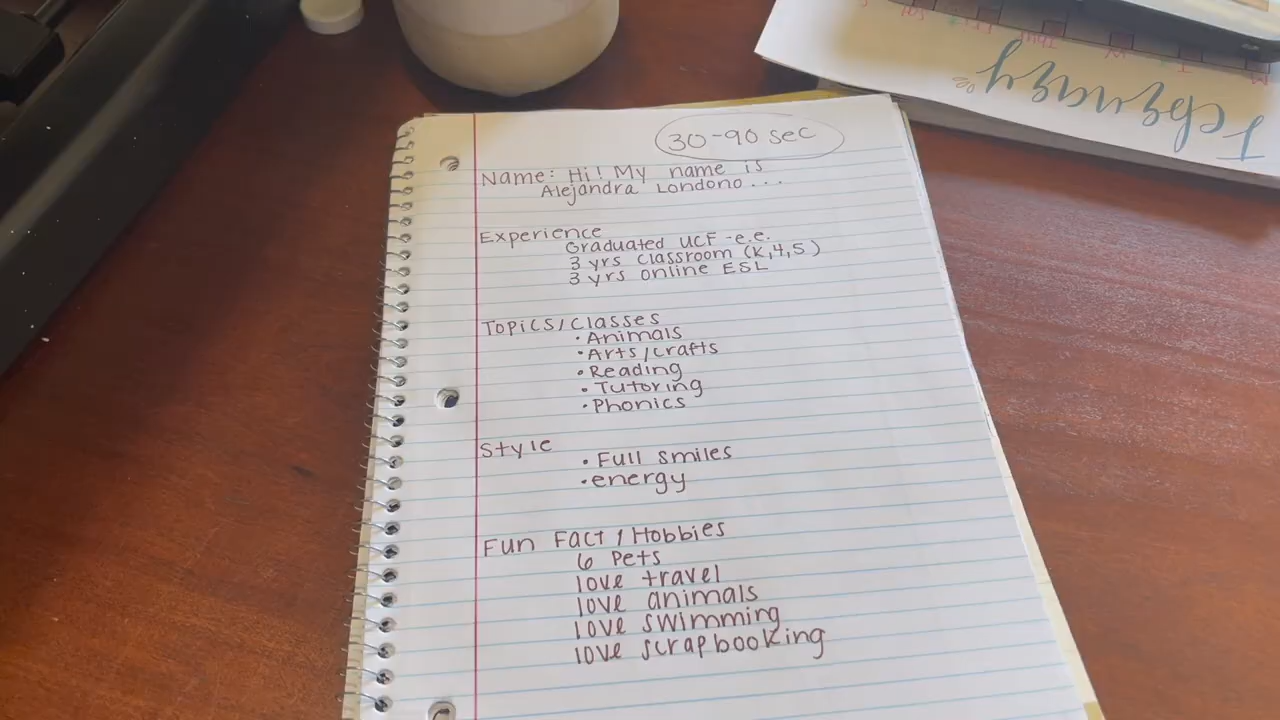 30-90 sec
Name: Hi! My name is
Alejandra Londono...
Experience
Graduated UCF -e.e.
3 yrs classroom (K,4,5)
3 yrs online ESL
Topics/Classes
• Animals
• Arts/Crafts
• Reading
• Tutoring
• Phonics
Style
• Full smiles
• energy
Fun Fact/Hobbies
6 Pets
love travel
love animals
love swimming
love scrapbooking